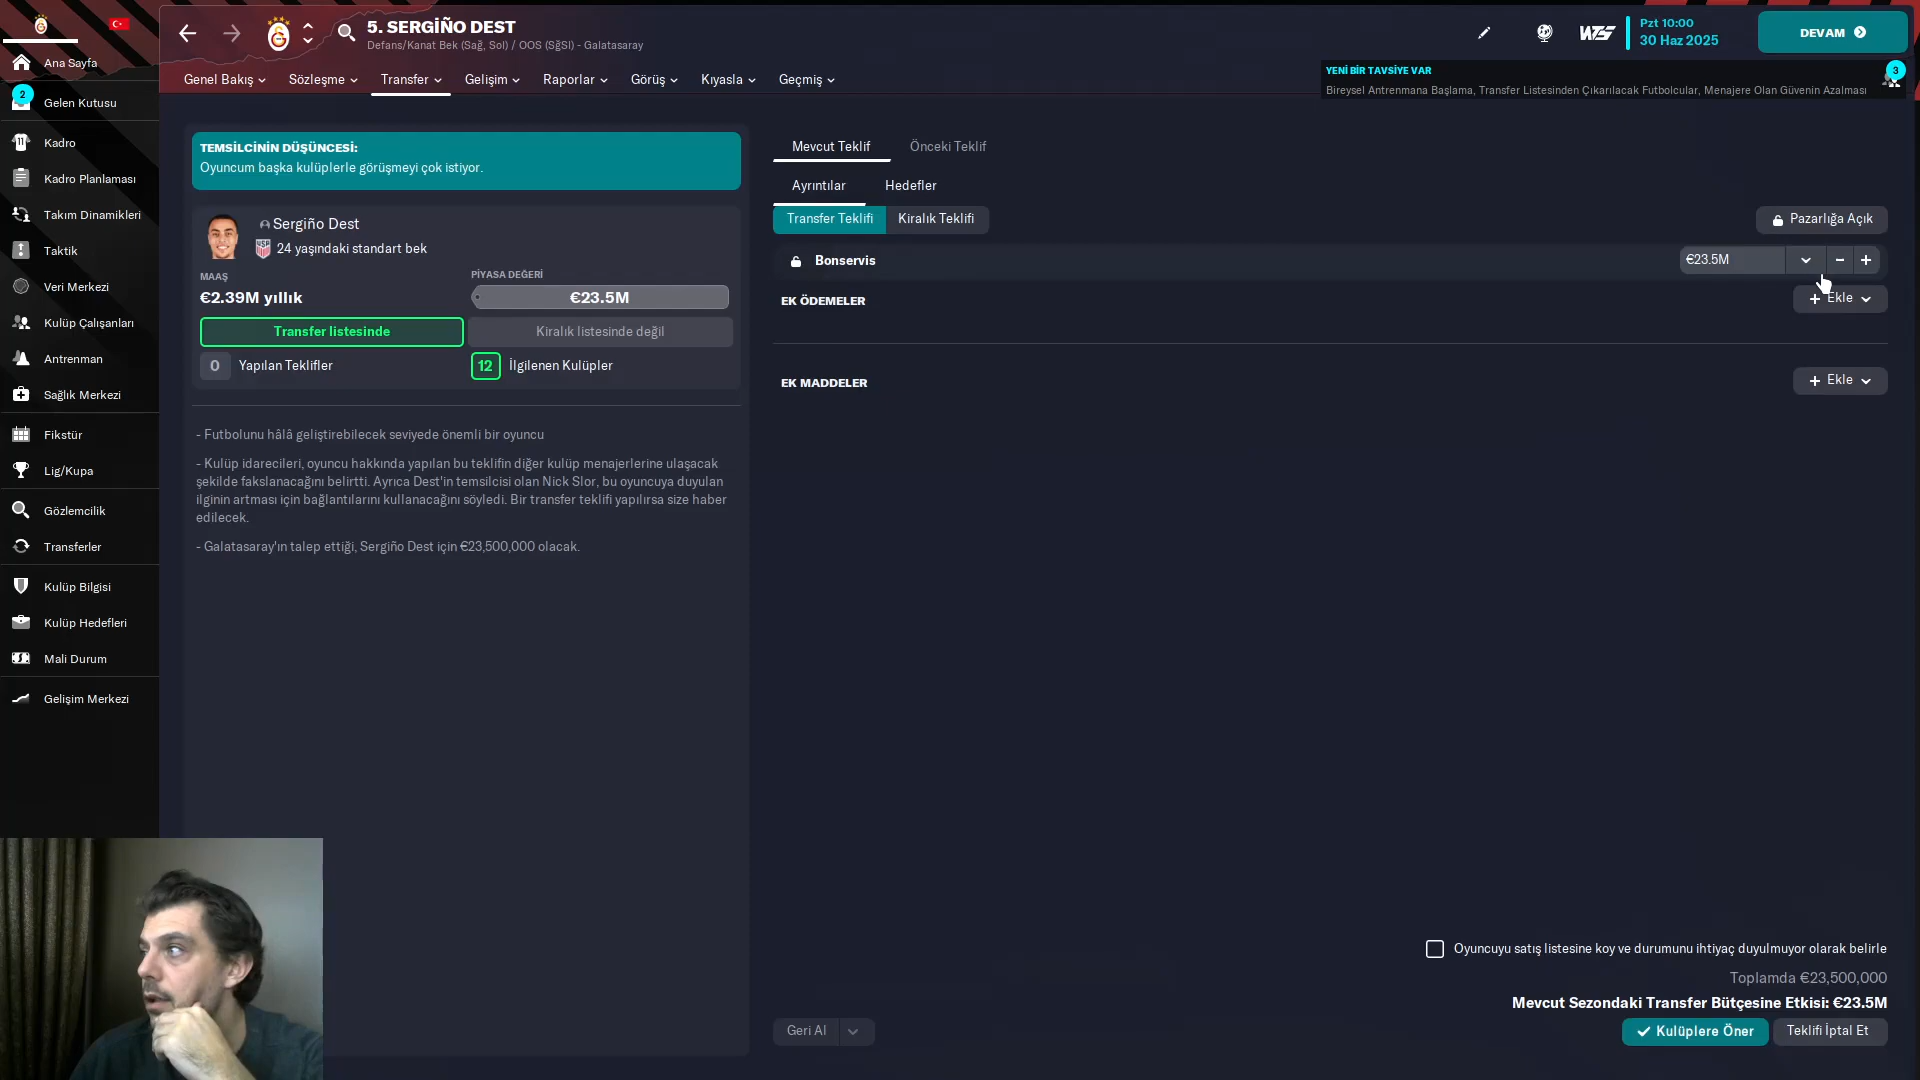 5. SERGİÑO DEST
Defans/Kanat Bek (Sağ, Sol) / OOS (SğSl) - Galatasaray
Pzt 10:00
30 Haz 2025
DEVAM
YENİ BİR TAVSİYE VAR
3
Bireysel Antrenmana Başlama, Transfer Listesinden Çıkarılacak Futbolcular, Menajere Olan Güvenin Azalması
Genel Bakış
Sözleşme
Transfer
Gelişim
Raporlar
Görüş
Kıyasla
Geçmiş
Ana Sayfa
2
Gelen Kutusu
Kadro
Kadro Planlaması
Takım Dinamikleri
Taktik
Veri Merkezi
Kulüp Çalışanları
Antrenman
Sağlık Merkezi
Fikstür
Lig/Kupa
Gözlemcilik
Transferler
Kulüp Bilgisi
Kulüp Hedefleri
Mali Durum
Gelişim Merkezi
TEMSİLCİNİN DÜŞÜNCESİ:
Oyuncum başka kulüplerle görüşmeyi çok istiyor.
Sergiño Dest
24 yaşındaki standart bek
MAAŞ
€2.39M yıllık
PİYASA DEĞERİ
€23.5M
Transfer listesinde
Kiralık listesinde değil
0 Yapılan Teklifler
12 İlgilenen Kulüpler
- Futbolunu hâlâ geliştirebilecek seviyede önemli bir oyuncu
- Kulüp idarecileri, oyuncu hakkında yapılan bu teklifin diğer kulüp menajerlerine ulaşacak
şekilde fakslanacağını belirtti. Ayrıca Dest'in temsilcisi olan Nick Slor, bu oyuncuya duyulan
ilginin artması için bağlantılarını kullanacağını söyledi. Bir transfer teklifi yapılırsa size haber
edilecek.
- Galatasaray'ın talep ettiği, Sergiño Dest için €23,500,000 olacak.
Mevcut Teklif
Önceki Teklif
Ayrıntılar
Hedefler
Transfer Teklifi
Kiralık Teklifi
Pazarlığa Açık
Bonservis
€23.5M
EK ÖDEMELER
Ekle
EK MADDELER
Ekle
Oyuncuyu satış listesine koy ve durumunu ihtiyaç duyulmuyor olarak belirle
Toplamda €23,500,000
Mevcut Sezondaki Transfer Bütçesine Etkisi: €23.5M
Geri Al
Kulüplere Öner
Teklifi İptal Et